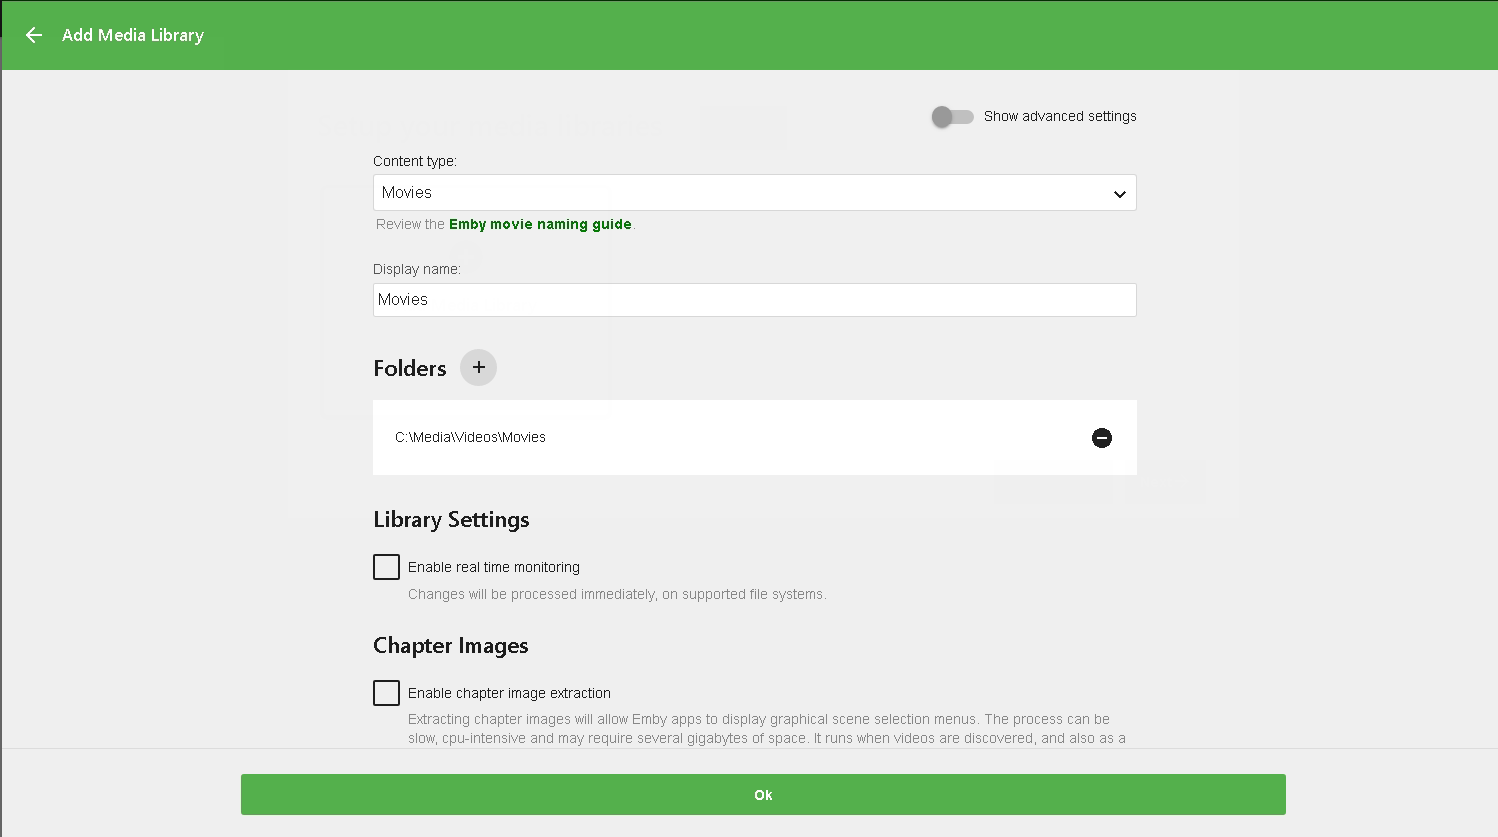 Add Media Library
Show advanced settings
Content type:
Movies
Review the Emby movie naming guide.
Display name:
Movies
Folders
+
C:\Media\Videos\Movies
Library Settings
Enable real time monitoring
Changes will be processed immediately, on supported file systems.
Chapter Images
Enable chapter image extraction
Extracting chapter images will allow Emby apps to display graphical scene selection menus. The process can be
slow, cpu-intensive and may require several gigabytes of space. It runs when videos are discovered, and also as a
Ok